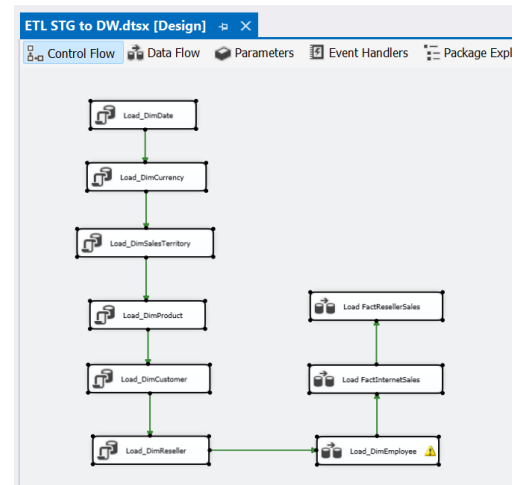 ETL STG to DW.dtsx [Design]
Control Flow Data Flow Parameters Event Handlers Package Expl
Load_DimDate
Load_DimCurrency
Load_DimSalesTerritory
Load_DimProduct
Load FactResellerSales
Load_DimCustomer
Load FactInternetSales
Load_DimReseller
Load_DimEmployee